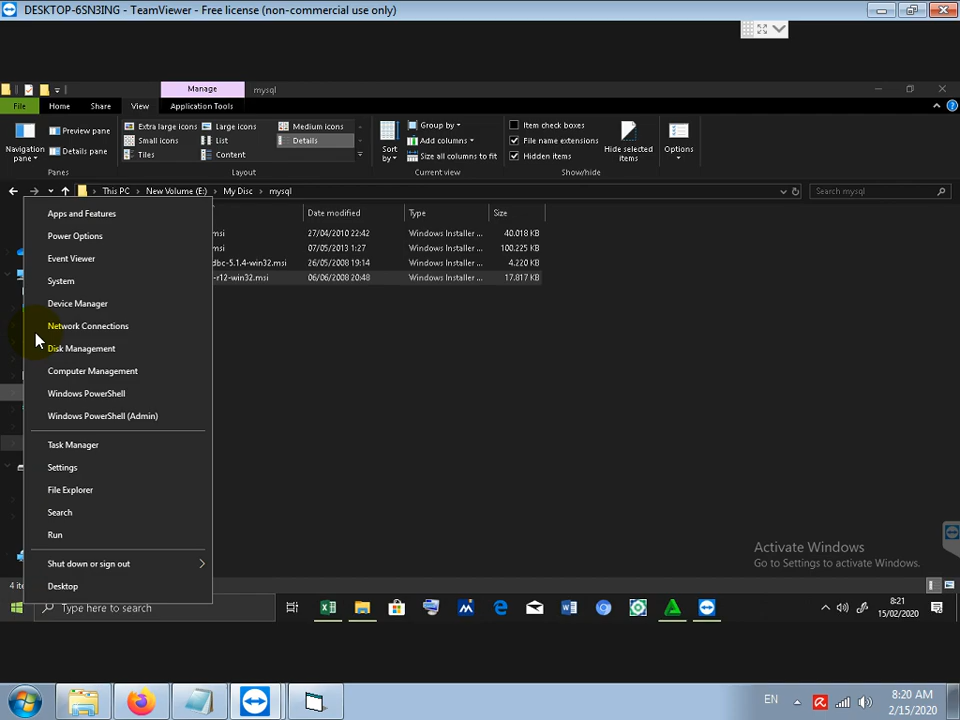 DESKTOP-6SN3ING - TeamViewer - Free license (non-commercial use only)
Manage
mysql
File
Home
Share
View
Application Tools
Navigation pane
Preview pane
Details pane
Panes
Extra large icons
Large icons
Medium icons
Small icons
List
Details
Tiles
Content
Layout
Sort by
Group by
Add columns
Size all columns to fit
Current view
Item check boxes
File name extensions
Hidden items
Hide selected items
Show/hide
Options
This PC > New Volume (E:) > My Disc > mysql
Search mysql
Date modified
Type
Size
msi 27/04/2010 22:42 Windows Installer ... 40.018 KB
msi 07/05/2013 1:27 Windows Installer ... 100.225 KB
dbc-5.1.4-win32.msi 26/05/2008 19:14 Windows Installer ... 4.220 KB
-r12-win32.msi 06/06/2008 20:48 Windows Installer ... 17.817 KB
Apps and Features
Power Options
Event Viewer
System
Device Manager
Network Connections
Disk Management
Computer Management
Windows PowerShell
Windows PowerShell (Admin)
Task Manager
Settings
File Explorer
Search
Run
Shut down or sign out
Desktop
Activate Windows
Go to Settings to activate Windows.
4 ite
Type here to search
8:21
15/02/2020
EN
8:20 AM
2/15/2020